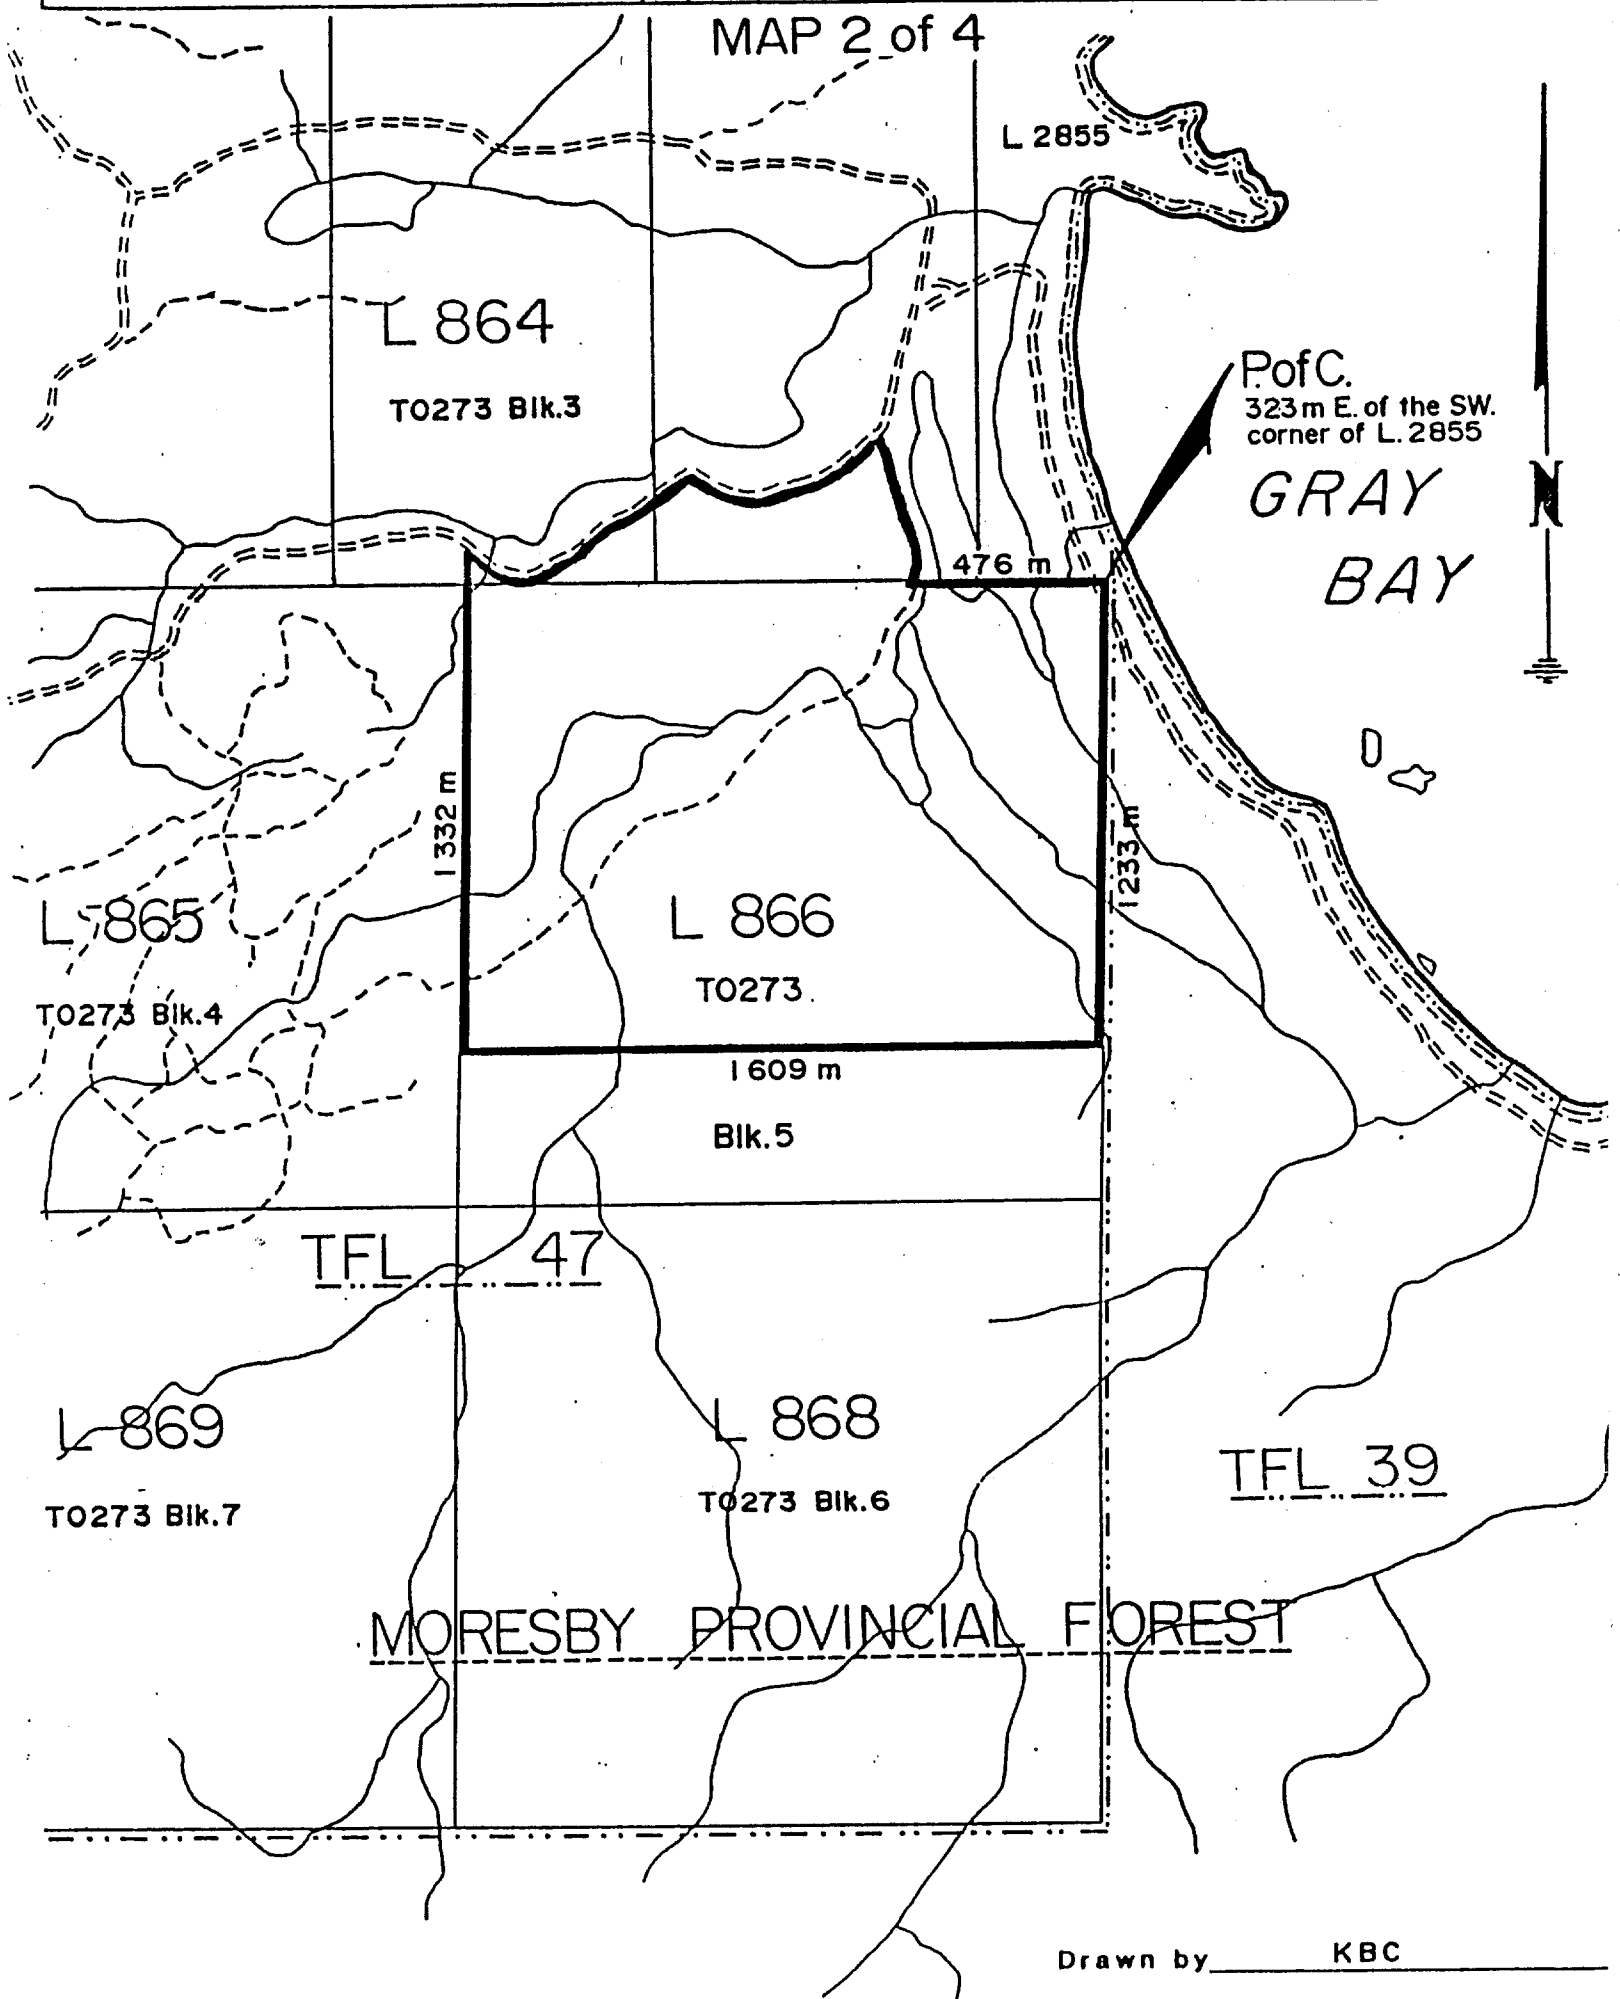 MAP 2 of 4
L 2855
L 864
T0273 Blk.3
P.ofC.
323m E. of the SW.
corner of L. 2855
GRAY
BAY
N
476 m
1332 m
1233 m
L 865
T0273 Blk.4
L 866
T0273
1609 m
Blk.5
TFL 47
L 869
T0273 Blk.7
L 868
T0273 Blk.6
TFL 39
MORESBY PROVINCIAL FOREST
Drawn by KBC